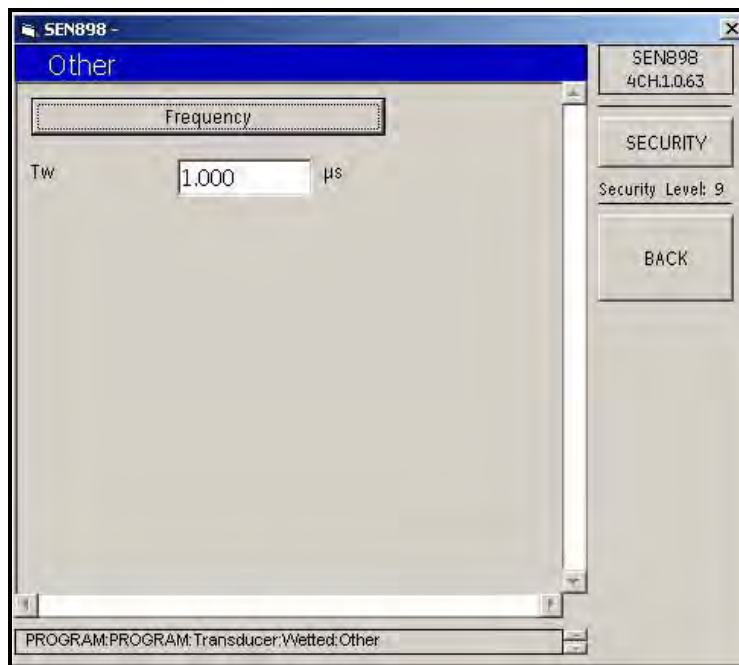 SEN898 -
Other
Frequency
Tw 1.000 µs
SEN898
4CH.1.0.63
SECURITY
Security Level: 9
BACK
PROGRAM:PROGRAM:Transducer:Wetted:Other